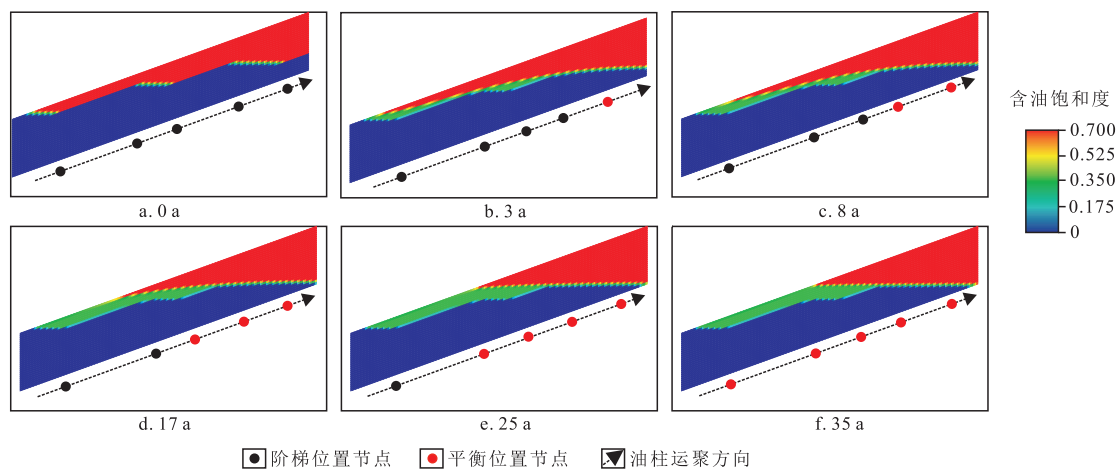 含油饱和度
0.700
0.525
0.350
0.175
0
a. 0 a
b. 3 a
c. 8 a
d. 17 a
e. 25 a
f. 35 a
阶梯位置节点 平衡位置节点 油柱运聚方向